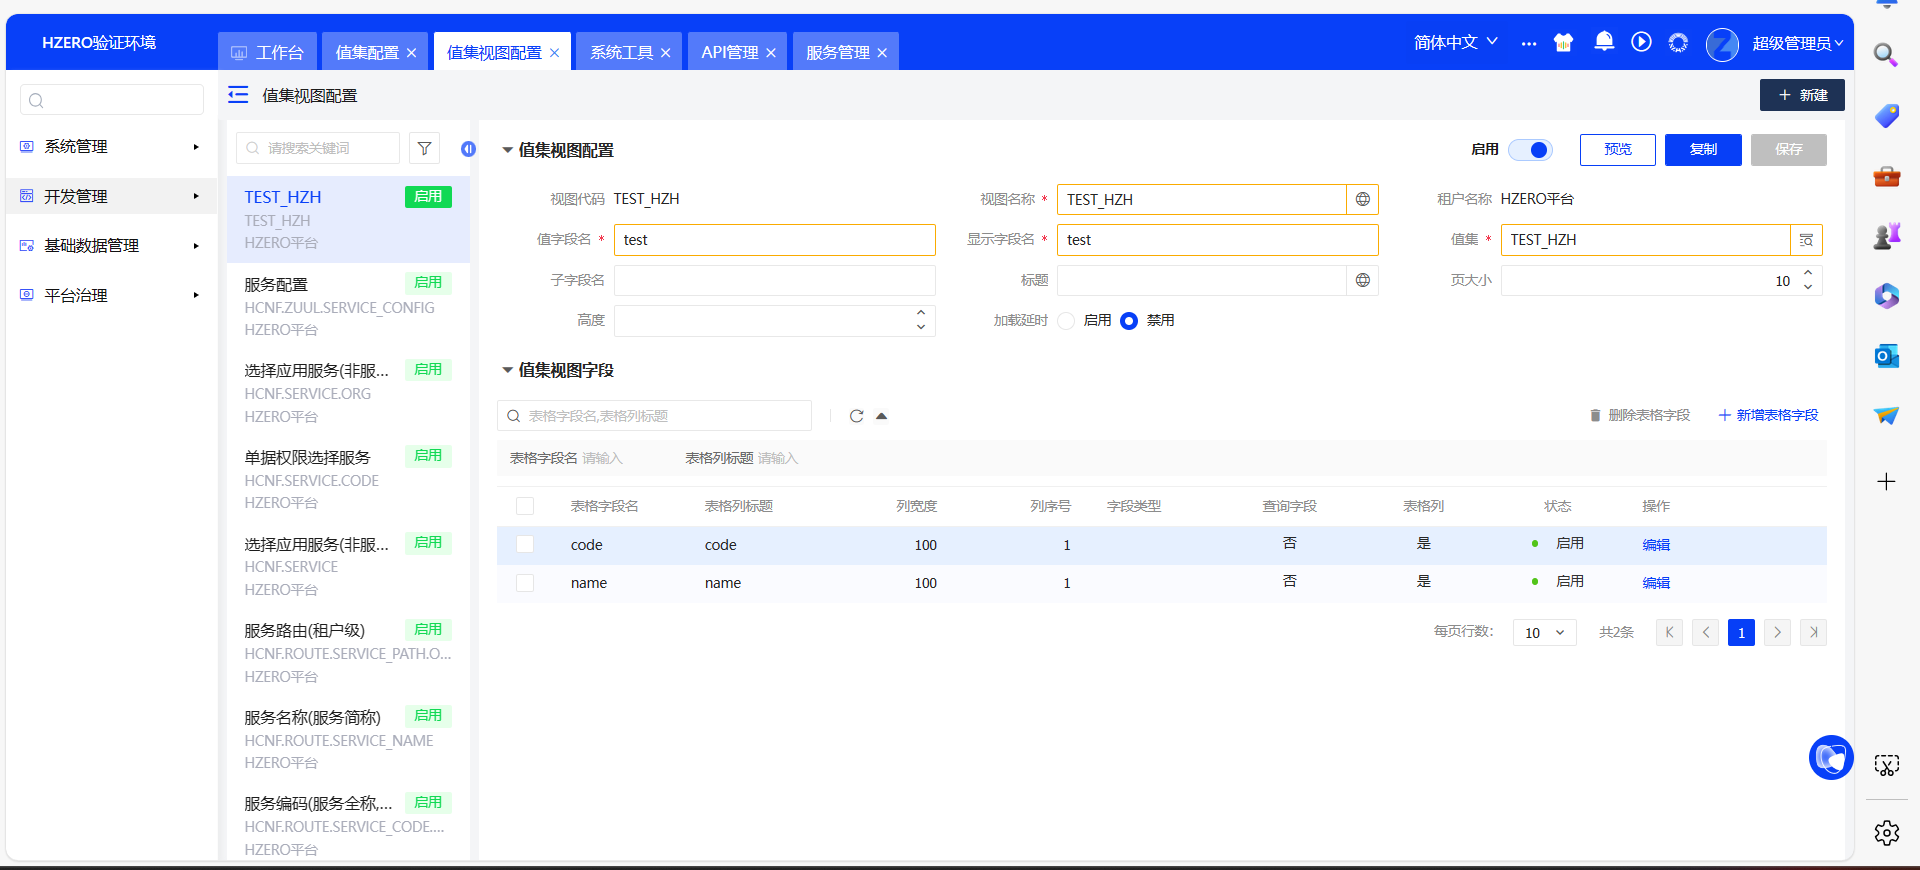 HZERO验证环境
工作台
值集配置
值集视图配置
系统工具
API管理
服务管理
简体中文
超级管理员
值集视图配置
新建
系统管理
开发管理
基础数据管理
平台治理
请搜索关键词
TEST_HZH
启用
TEST_HZH
HZERO平台
服务配置
启用
HCNF.ZUUL.SERVICE_CONFIG
HZERO平台
选择应用服务(非服...
启用
HCNF.SERVICE.ORG
HZERO平台
单据权限选择服务
启用
HCNF.SERVICE.CODE
HZERO平台
选择应用服务(非服...
启用
HCNF.SERVICE
HZERO平台
服务路由(租户级)
启用
HCNF.ROUTE.SERVICE_PATH.O...
HZERO平台
服务名称(服务简称)
启用
HCNF.ROUTE.SERVICE_NAME
HZERO平台
服务编码(服务全称,...
启用
HCNF.ROUTE.SERVICE_CODE....
HZERO平台
值集视图配置
启用
预览
复制
保存
视图代码 TEST_HZH
视图名称 * TEST_HZH
租户名称 HZERO平台
值字段名 * test
显示字段名 * test
值集 * TEST_HZH
子字段名
标题
页大小 10
高度
加载延时 启用 禁用
值集视图字段
表格字段名,表格列标题
删除表格字段
新增表格字段
表格字段名 请输入
表格列标题 请输入
表格字段名 表格列标题 列宽度 列序号 字段类型 查询字段 表格列 状态 操作
code code 100 1 否 是 启用 编辑
name name 100 1 否 是 启用 编辑
每页行数: 10 共2条 1